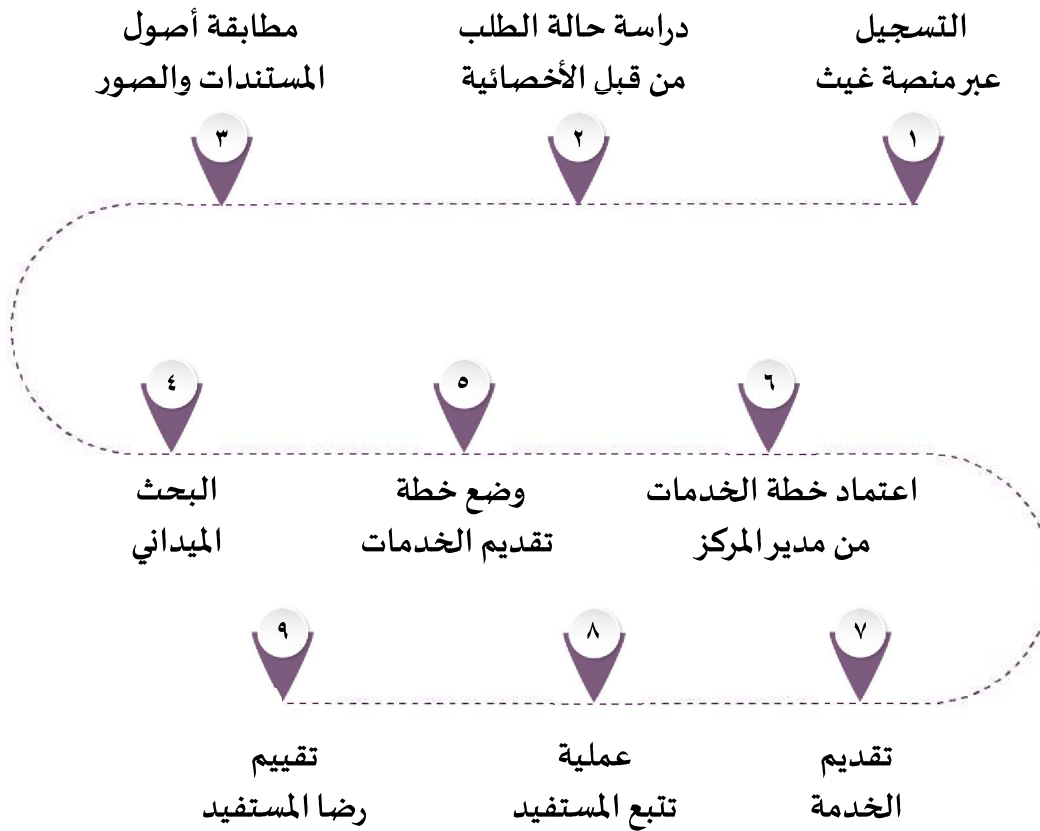 التسجيل
عبر منصة غيث
١
دراسة حالة الطلب
من قبل الأخصائية
٢
مطابقة أصول
المستندات والصور
٣
٤
البحث
الميداني
٥
وضع خطة
تقديم الخدمات
٦
اعتماد خطة الخدمات
من مدير المركز
٧
تقديم
الخدمة
٨
عملية
تتبع المستفيد
٩
تقييم
رضا المستفيد